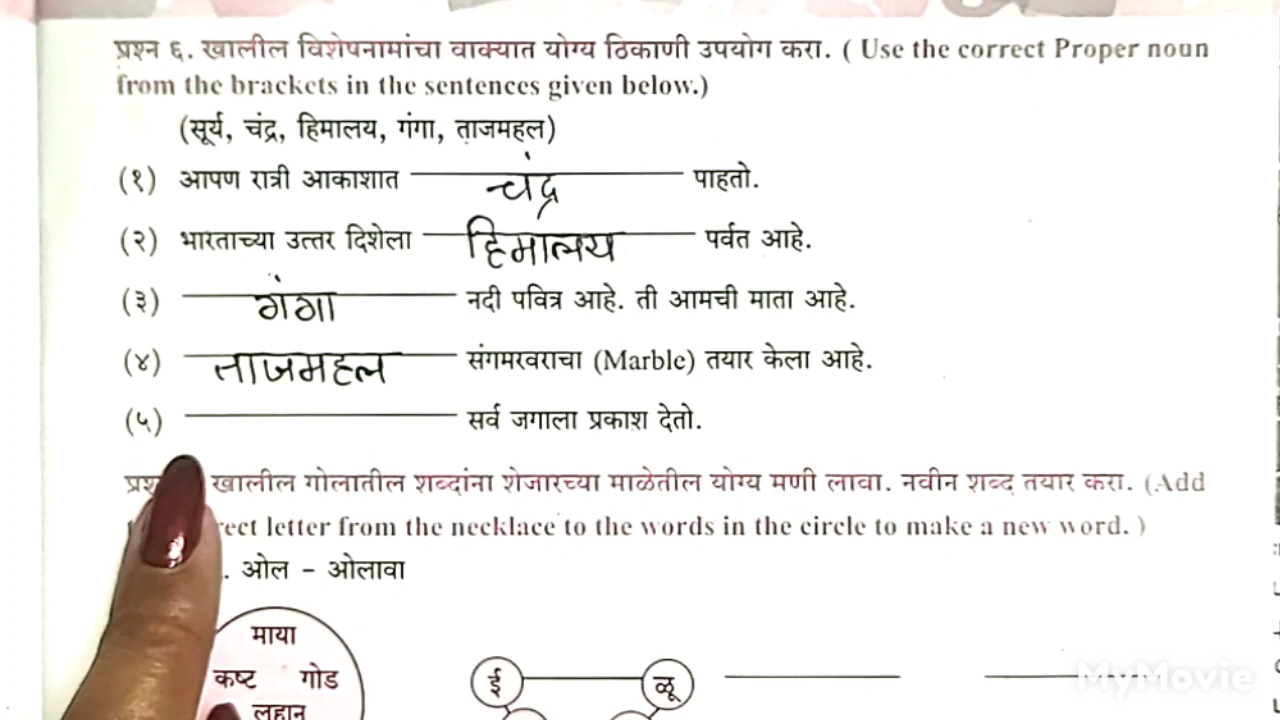 प्रश्न ६. खालील विशेषनामांचा वाक्यात योग्य ठिकाणी उपयोग करा. ( Use the correct Proper noun
from the brackets in the sentences given below.)
(सूर्य, चंद्र, हिमालय, गंगा, ताजमहल)
(१) आपण रात्री आकाशात चंद्र पाहतो.
(२) भारताच्या उत्तर दिशेला हिमालय पर्वत आहे.
(३) गंगा नदी पवित्र आहे. ती आमची माता आहे.
(४) ताजमहल संगमरवराचा (Marble) तयार केला आहे.
(५) सर्व जगाला प्रकाश देतो.
खालील गोलातील शब्दांना शेजारच्या माळेतील योग्य मणी लावा. नवीन शब्द तयार करा. (Add
letter from the necklace to the words in the circle to make a new word. )
. ओल - ओलावा
माया
कष्ट गोड
लहान
ई ळू
MyMovie